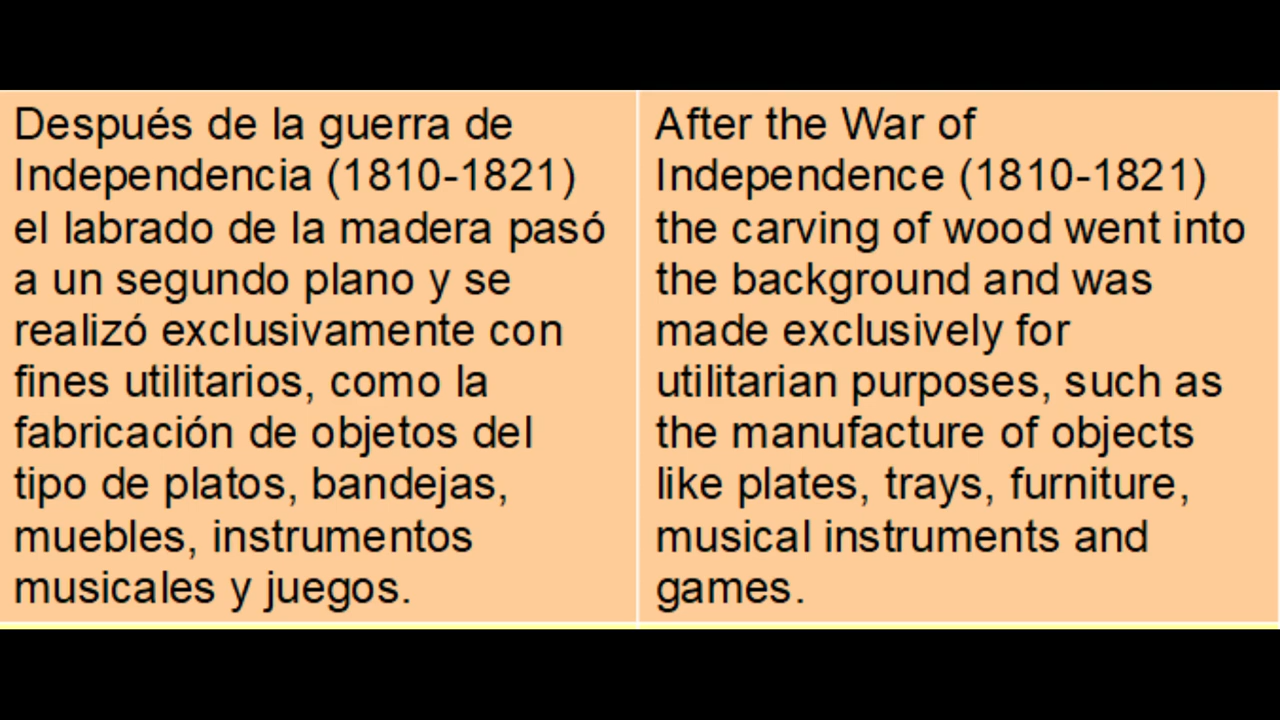 Después de la guerra de
Independencia (1810-1821)
el labrado de la madera pasó
a un segundo plano y se
realizó exclusivamente con
fines utilitarios, como la
fabricación de objetos del
tipo de platos, bandejas,
muebles, instrumentos
musicales y juegos.
After the War of
Independence (1810-1821)
the carving of wood went into
the background and was
made exclusively for
utilitarian purposes, such as
the manufacture of objects
like plates, trays, furniture,
musical instruments and
games.